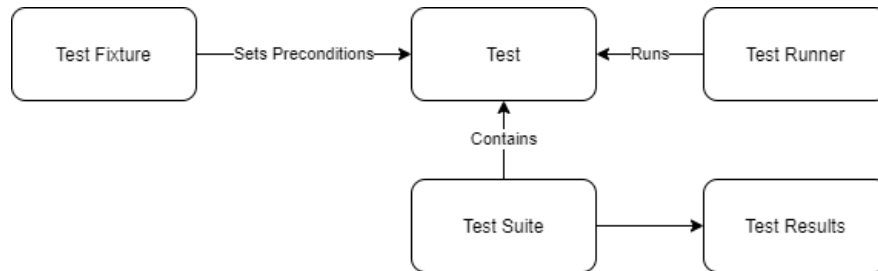 Test Fixture
Sets Preconditions
Test
Runs
Test Runner
Contains
Test Suite
Test Results